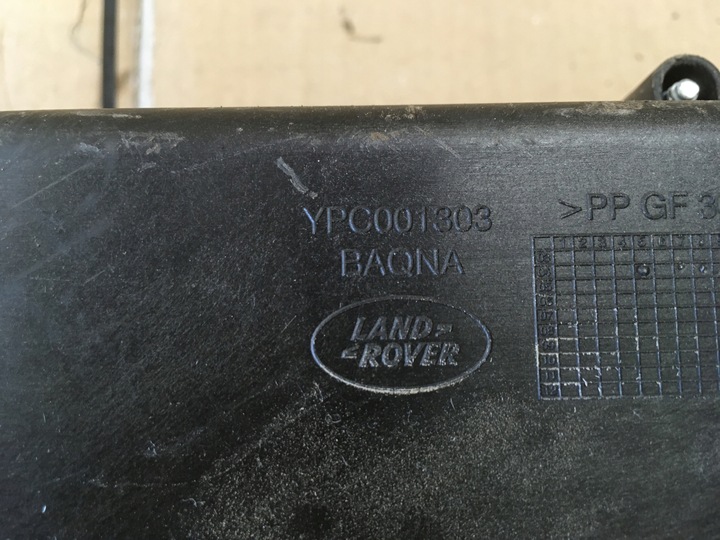 YPC001303
BAQNA
LAND
ROVER
>PP GF 3